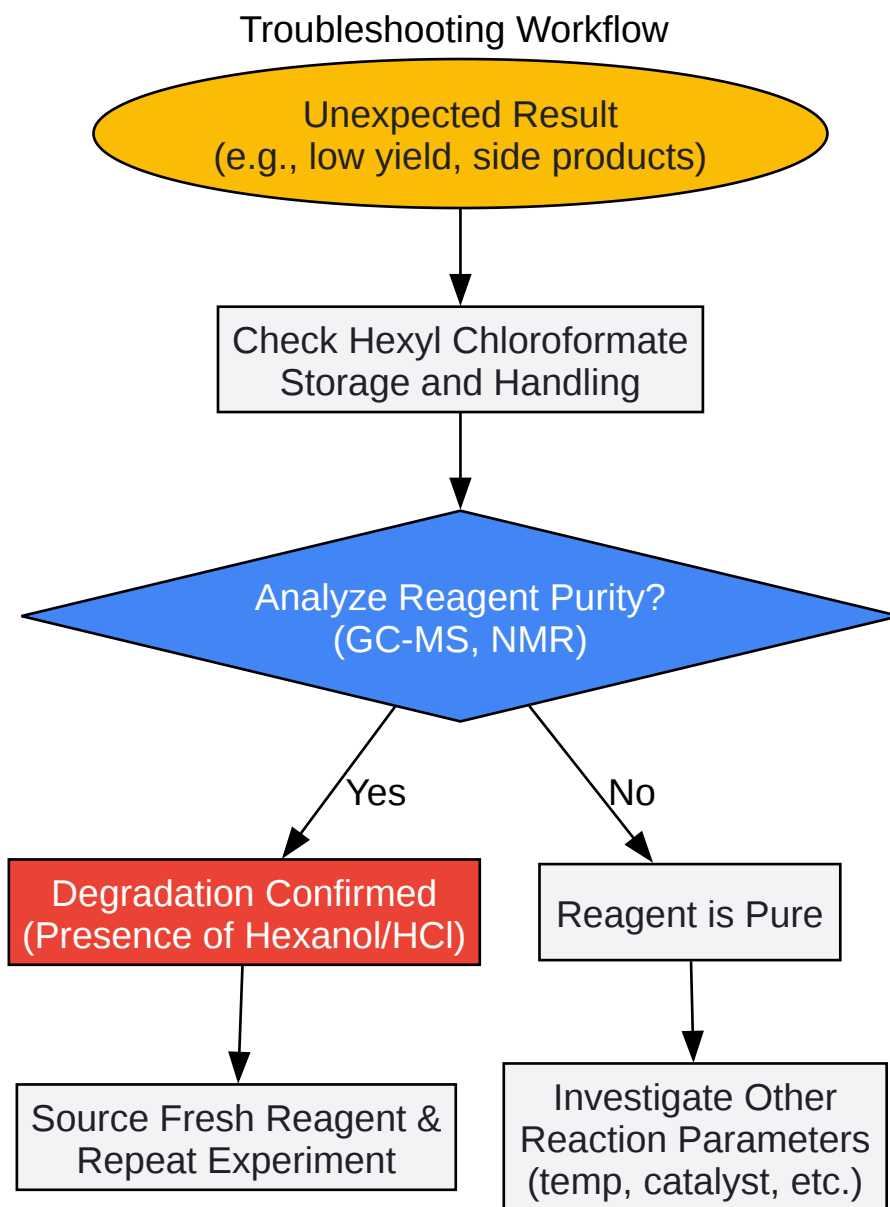 Troubleshooting Workflow
Unexpected Result
(e.g., low yield, side products)
Check Hexyl Chloroformate
Storage and Handling
Analyze Reagent Purity?
(GC-MS, NMR)
Yes
No
Degradation Confirmed
(Presence of Hexanol/HCl)
Reagent is Pure
Source Fresh Reagent &
Repeat Experiment
Investigate Other
Reaction Parameters
(temp, catalyst, etc.)